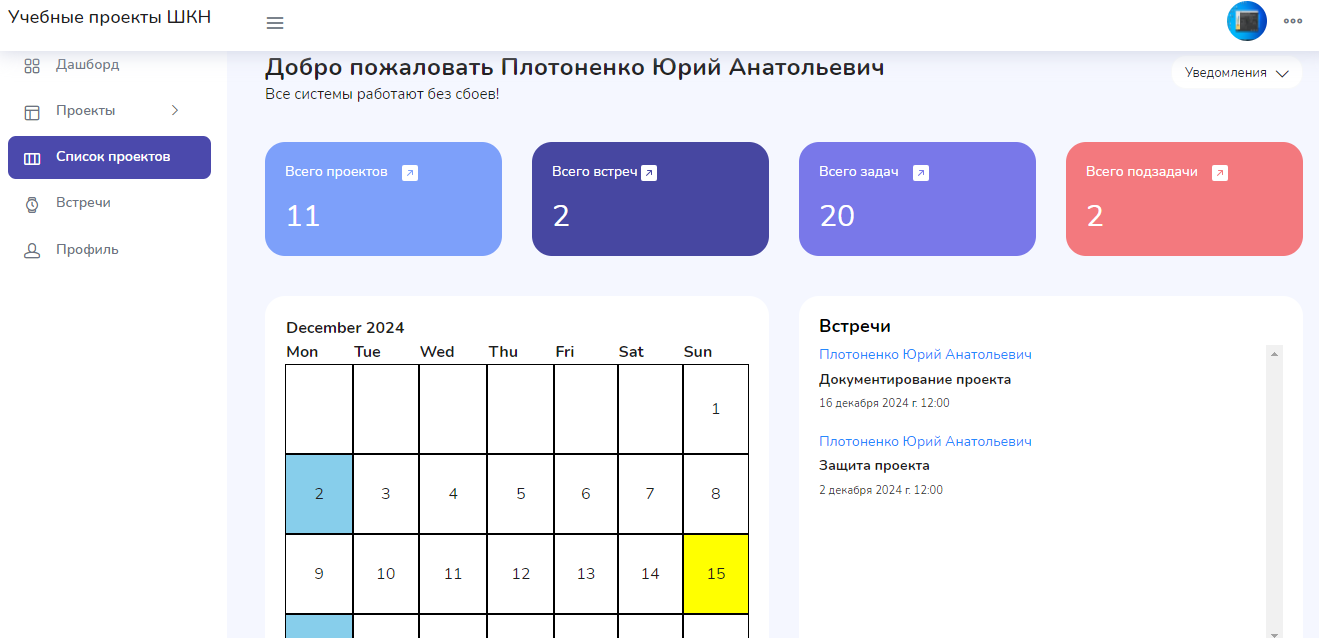 Учебные проекты ШКН
Дашборд
Проекты
Список проектов
Встречи
Профиль
Добро пожаловать Плотоненко Юрий Анатольевич
Все системы работают без сбоев!
Уведомления
Всего проектов
11
Всего встреч
2
Всего задач
20
Всего подзадачи
2
December 2024
Mon Tue Wed Thu Fri Sat Sun
1
2 3 4 5 6 7 8
9 10 11 12 13 14 15
Встречи
Плотоненко Юрий Анатольевич
Документирование проекта
16 декабря 2024 г. 12:00
Плотоненко Юрий Анатольевич
Защита проекта
2 декабря 2024 г. 12:00